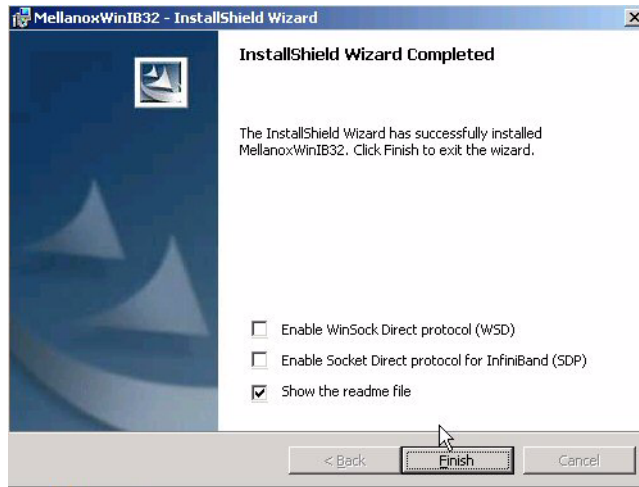 MellanoxWinIB32 - InstallShield Wizard
InstallShield Wizard Completed
The InstallShield Wizard has successfully installed
MellanoxWinIB32. Click Finish to exit the wizard.
Enable WinSock Direct protocol (WSD)
Enable Socket Direct protocol for InfiniBand (SDP)
Show the readme file
< Back Finish Cancel